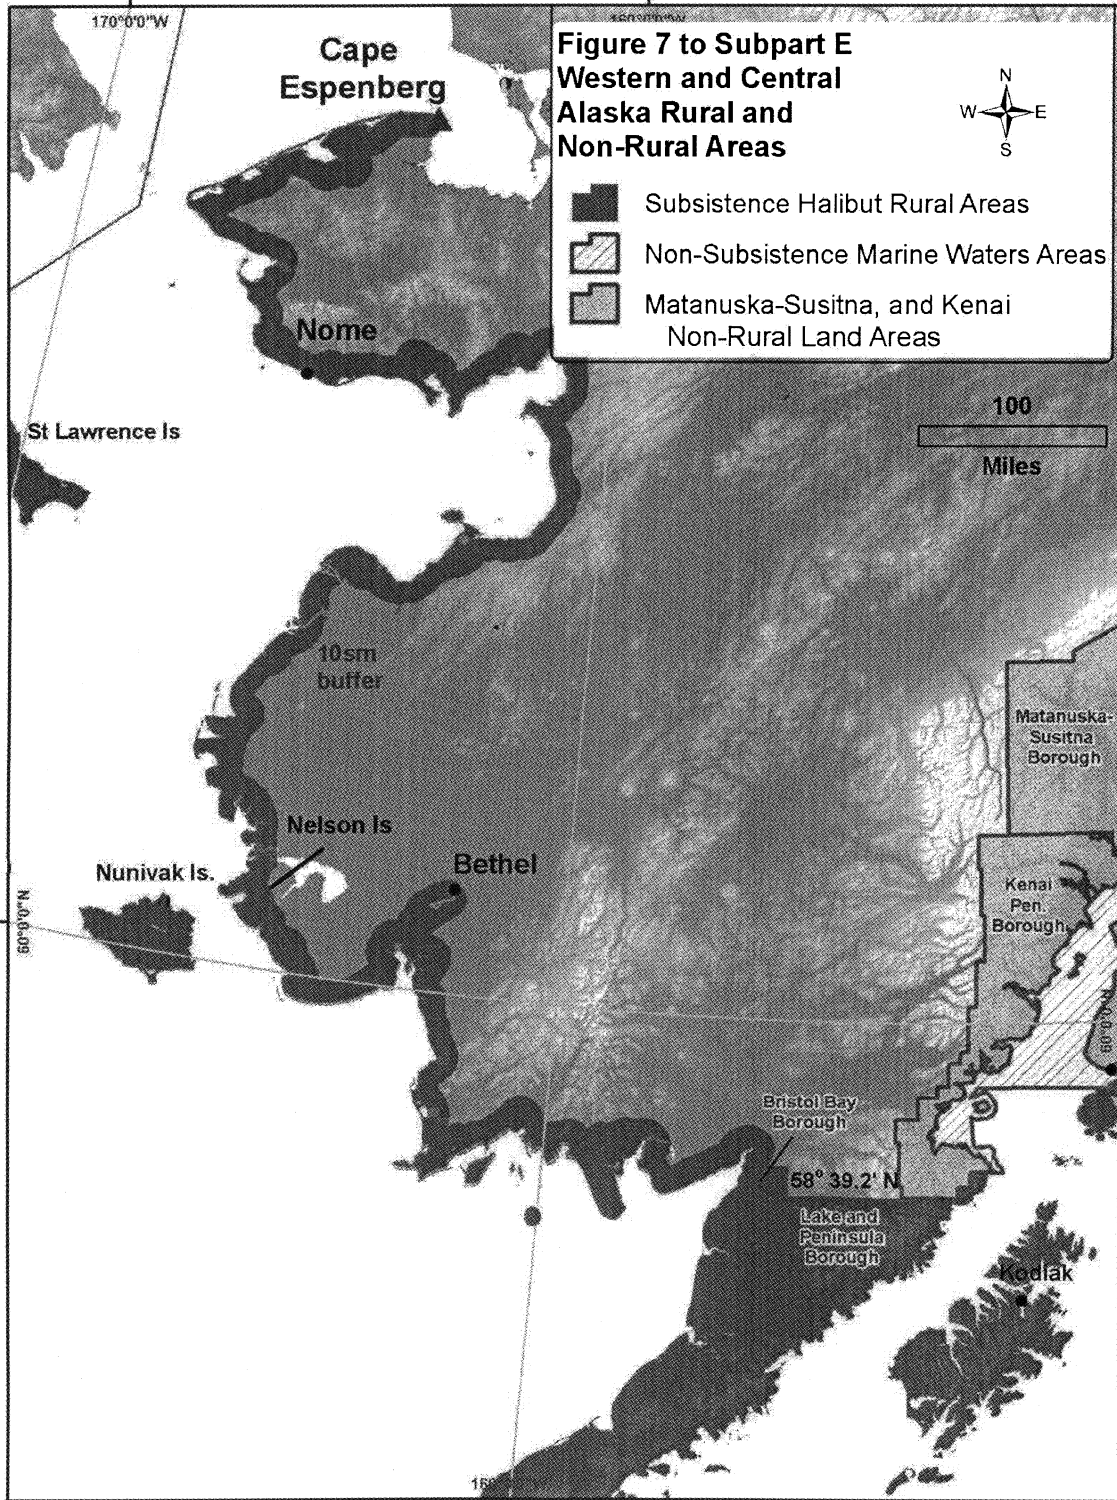 170°0'0"W
Cape
Espenberg
Figure 7 to Subpart E
Western and Central
Alaska Rural and
Non-Rural Areas
N
W
E
S
Subsistence Halibut Rural Areas
Non-Subsistence Marine Waters Areas
Matanuska-Susitna, and Kenai
Non-Rural Land Areas
Nome
100
Miles
St Lawrence Is
10sm
buffer
Matanuska-
Susitna
Borough
Nelson Is
Bethel
Nunivak Is.
Kenai
Pen.
Borough
60°0'0"N
60°0'0"N
Bristol Bay
Borough
58° 39.2' N
Lake and
Peninsula
Borough
Kodiak